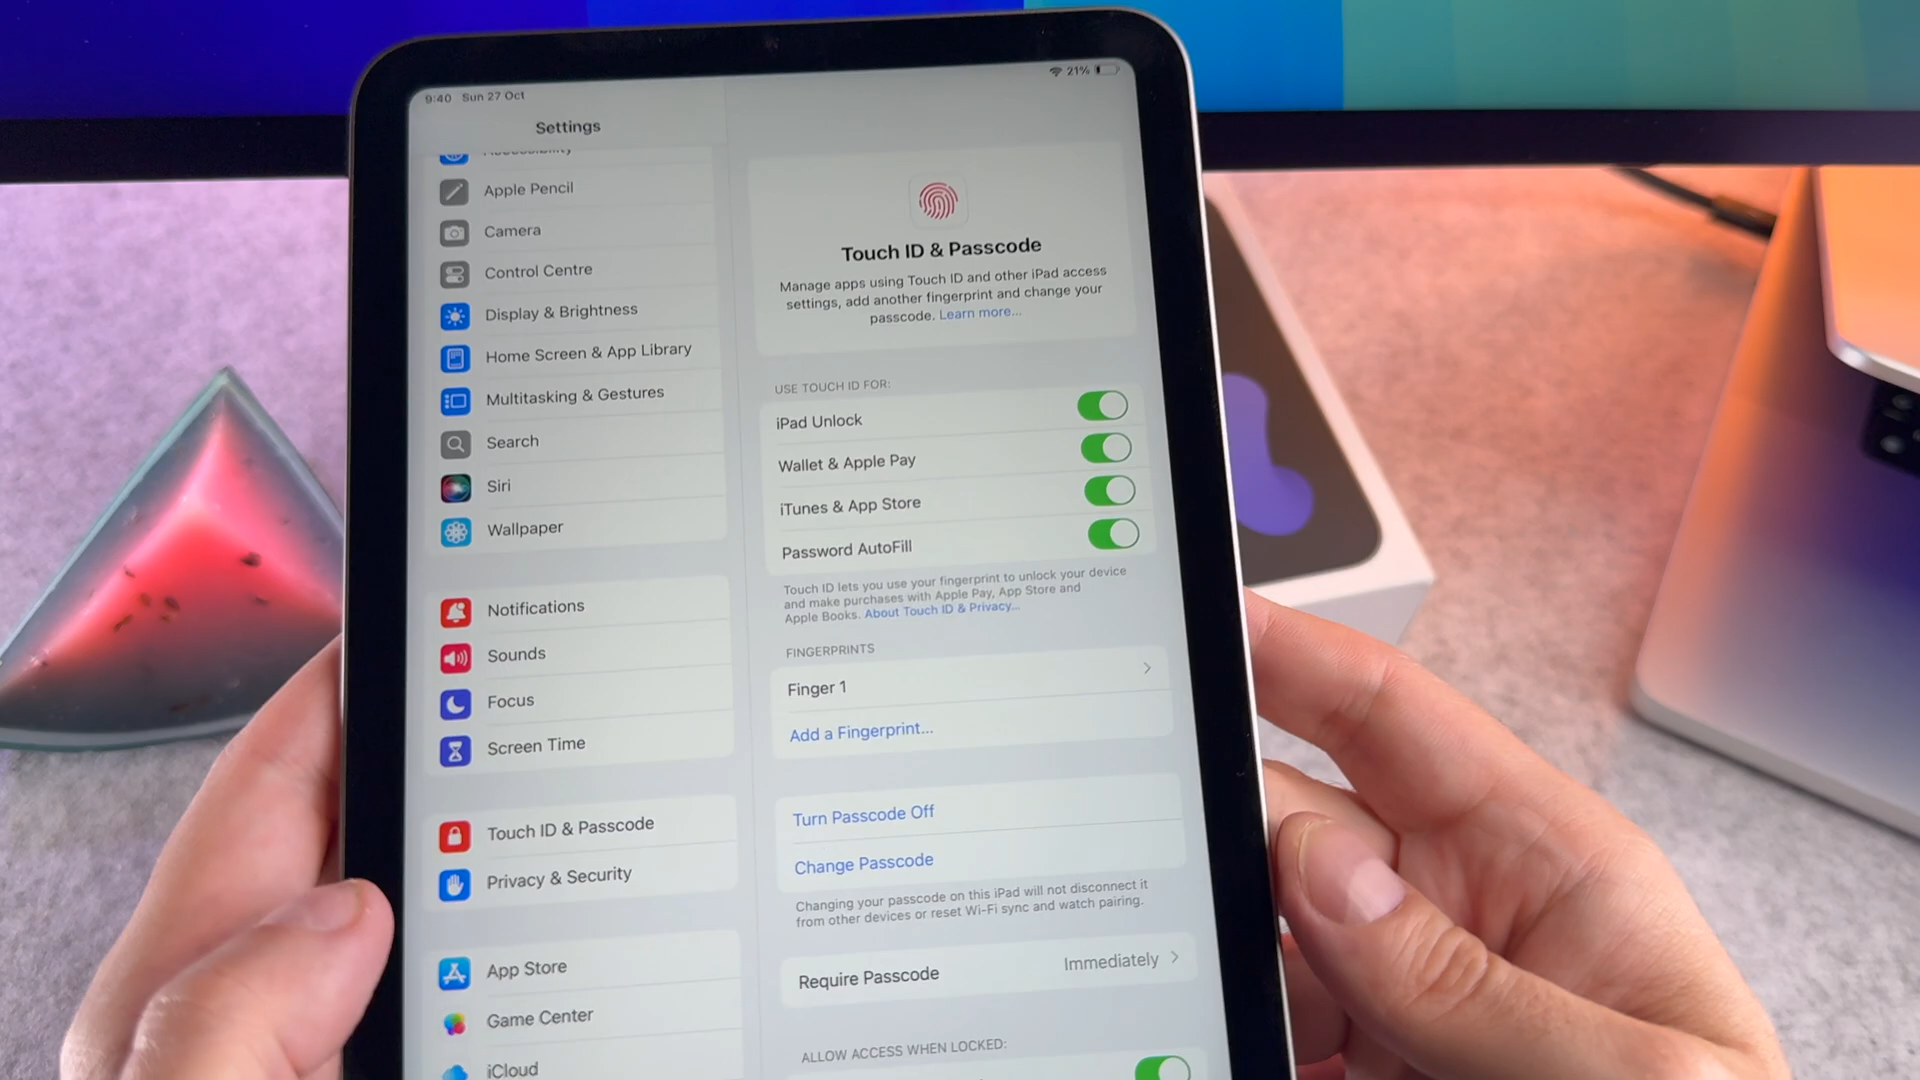 9:40 Sun 27 Oct
21%
Settings
Accessibility
Apple Pencil
Camera
Control Centre
Display & Brightness
Home Screen & App Library
Multitasking & Gestures
Search
Siri
Wallpaper
Notifications
Sounds
Focus
Screen Time
Touch ID & Passcode
Privacy & Security
App Store
Game Center
iCloud
Touch ID & Passcode
Manage apps using Touch ID and other iPad access
settings, add another fingerprint and change your
passcode. Learn more...
USE TOUCH ID FOR:
iPad Unlock
Wallet & Apple Pay
iTunes & App Store
Password AutoFill
Touch ID lets you use your fingerprint to unlock your device
and make purchases with Apple Pay, App Store and
Apple Books. About Touch ID & Privacy...
FINGERPRINTS
Finger 1
Add a Fingerprint...
Turn Passcode Off
Change Passcode
Changing your passcode on this iPad will not disconnect it
from other devices or reset Wi-Fi sync and watch pairing.
Require Passcode Immediately
ALLOW ACCESS WHEN LOCKED: